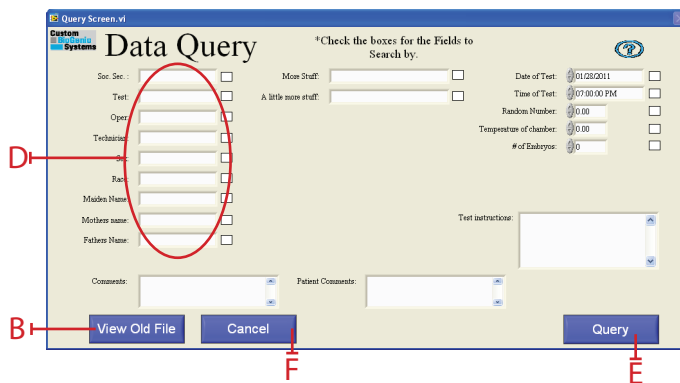 Query Screen.vi
Custom
BioGenic
Systems
Data Query
*Check the boxes for the Fields to
Search by.
Soc. Sec. :
Test:
Oper:
Technician:
Race:
Maiden Name:
Mothers name:
Fathers Name:
More Stuff:
A little more stuff:
Date of Test: 01/28/2011
Time of Test: 07:00:00 PM
Random Number: 0.00
Temperature of chamber: 0.00
# of Embryos: 0
Test instructions:
Comments:
Patient Comments:
View Old File
Cancel
Query
D
B
F
E